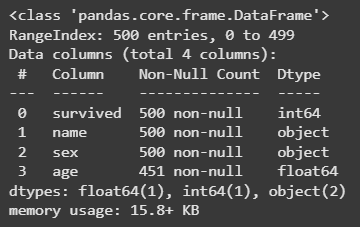 <class 'pandas.core.frame.DataFrame'>
RangeIndex: 500 entries, 0 to 499
Data columns (total 4 columns):
 #   Column    Non-Null Count  Dtype
---  ------    --------------  -----
 0   survived  500 non-null    int64
 1   name      500 non-null    object
 2   sex       500 non-null    object
 3   age       451 non-null    float64
dtypes: float64(1), int64(1), object(2)
memory usage: 15.8+ KB